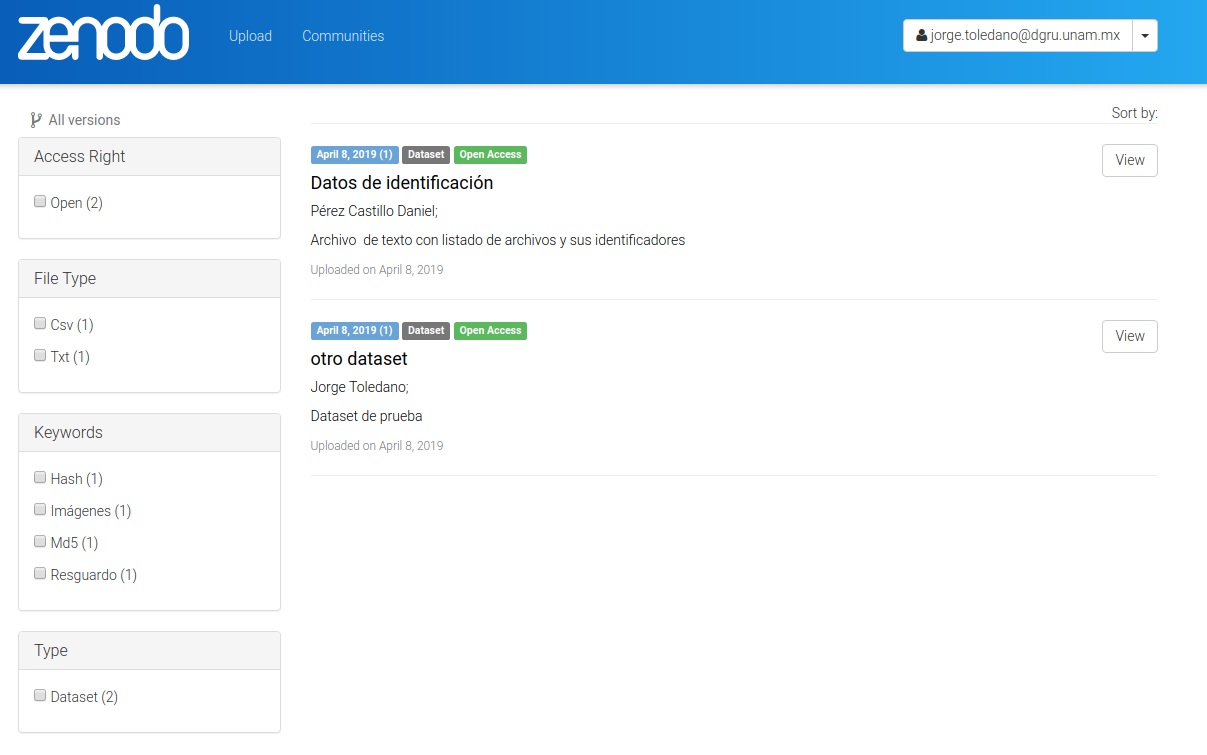 zenodo
Upload
Communities
jorge.toledano@dgru.unam.mx
All versions
Access Right
Open (2)
File Type
Csv (1)
Txt (1)
Keywords
Hash (1)
Imágenes (1)
Md5 (1)
Resguardo (1)
Type
Dataset (2)
Sort by:
April 8, 2019 (1) Dataset Open Access
View
Datos de identificación
Pérez Castillo Daniel;
Archivo de texto con listado de archivos y sus identificadores
Uploaded on April 8, 2019
April 8, 2019 (1) Dataset Open Access
View
otro dataset
Jorge Toledano;
Dataset de prueba
Uploaded on April 8, 2019